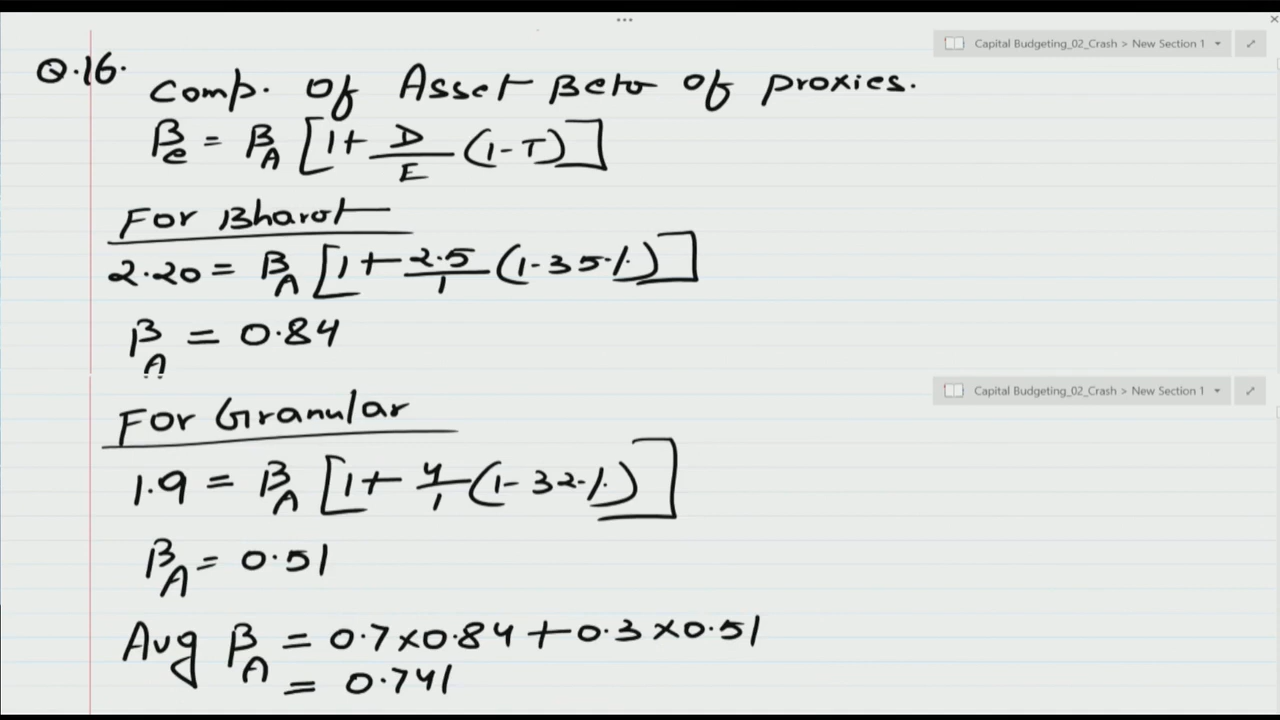 Capital Budgeting_02_Crash > New Section 1
Q.16. Comp. Of Asset Beta of proxies.
βe = βA [1 + D/E (1-T)]
For Bharat
2.20 = βA [1 + 2.5/1 (1-35%)]
βA = 0.84
Capital Budgeting_02_Crash > New Section 1
For Granular
1.9 = βA [1 + 4/1 (1-32%)]
βA = 0.51
Avg βA = 0.7×0.84 + 0.3×0.51
= 0.741